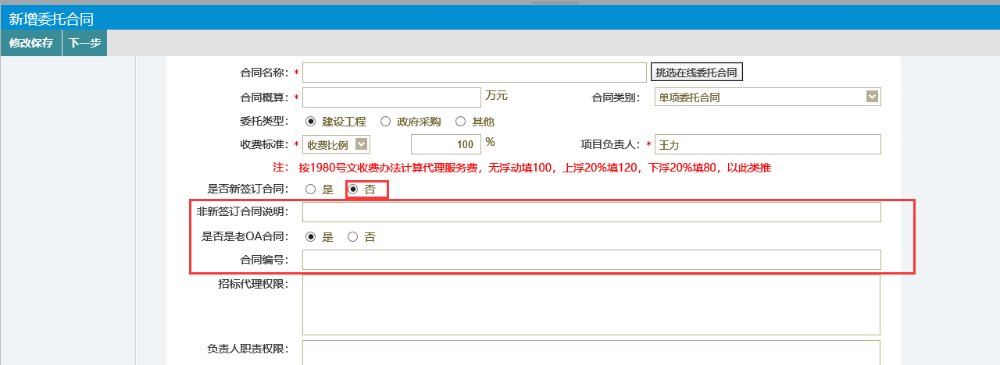 新增委托合同
修改保存 下一步
合同名称：* 挑选在线委托合同
合同概算：* 万元 合同类别： 单项委托合同
委托类型： 建设工程 政府采购 其他
收费标准：* 收费比例 100 % 项目负责人：* 王力
注： 按1980号文收费办法计算代理服务费，无浮动填100，上浮20%填120，下浮20%填80，以此类推
是否新签订合同： 是 否
非新签订合同说明：
是否是老OA合同： 是 否
合同编号：
招标代理权限：
负责人职责权限：